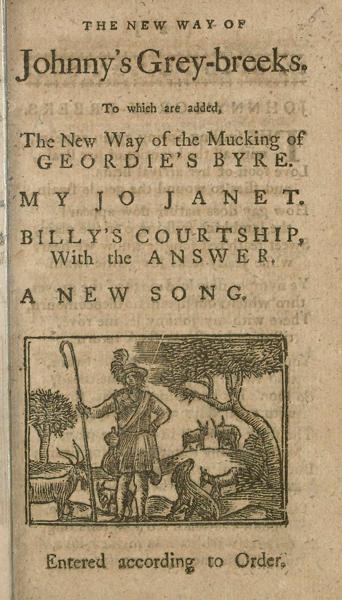 THE NEW WAY OF
Johnny's Grey-breeks.
To which are added,
The New Way of the Mucking of
GEORDIE'S BYRE.
MY JO JANET.
BILLY'S COURTSHIP,
With the ANSWER.
A NEW SONG.
Entered according to Order.